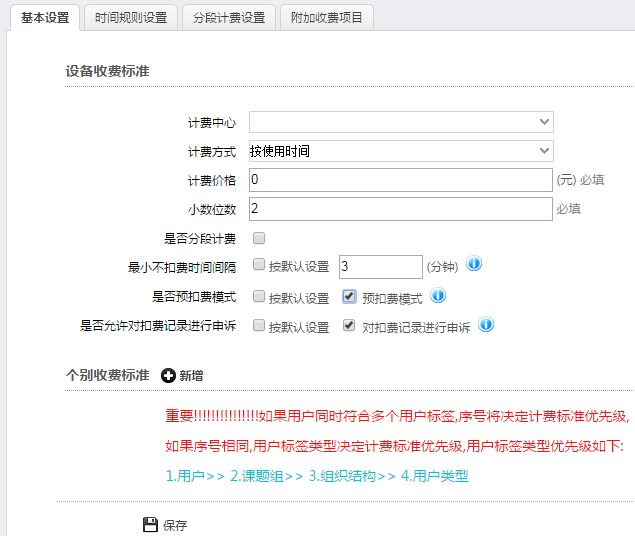 基本设置 时间规则设置 分段计费设置 附加收费项目
设备收费标准
计费中心
计费方式 按使用时间
计费价格 0 (元) 必填
小数位数 2 必填
是否分段计费
最小不扣费时间间隔 按默认设置 3 (分钟)
是否预扣费模式 按默认设置 预扣费模式
是否允许对扣费记录进行申诉 按默认设置 对扣费记录进行申诉
个别收费标准 新增
重要!!!!!!!!!!!!!!!如果用户同时符合多个用户标签,序号将决定计费标准优先级,
如果序号相同,用户标签类型决定计费标准优先级,用户标签类型优先级如下:
1.用户>> 2.课题组>> 3.组织结构>> 4.用户类型
保存